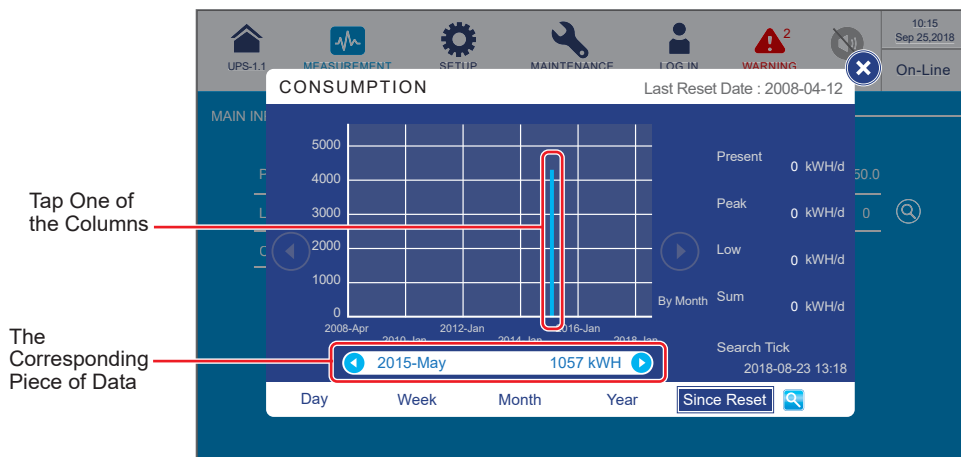 10:15
Sep 25,2018
2
UPS-1.1
MEASUREMENT
SETUP
MAINTENANCE
LOG IN
WARNING
On-Line
CONSUMPTION
Last Reset Date : 2008-04-12
MAIN INF
5000
4000
3000
2000
1000
0
2008-Apr
2010-Jan
2012-Jan
2014-Jan
2016-Jan
2018-Jan
By Month
Present
0 kWH/d
Peak
0 kWH/d
Low
0 kWH/d
Sum
0 kWH/d
Search Tick
2018-08-23 13:18
50.0
0
P
L
Tap One of
the Columns
The
Corresponding
Piece of Data
2015-May 1057 kWH
Day Week Month Year Since Reset